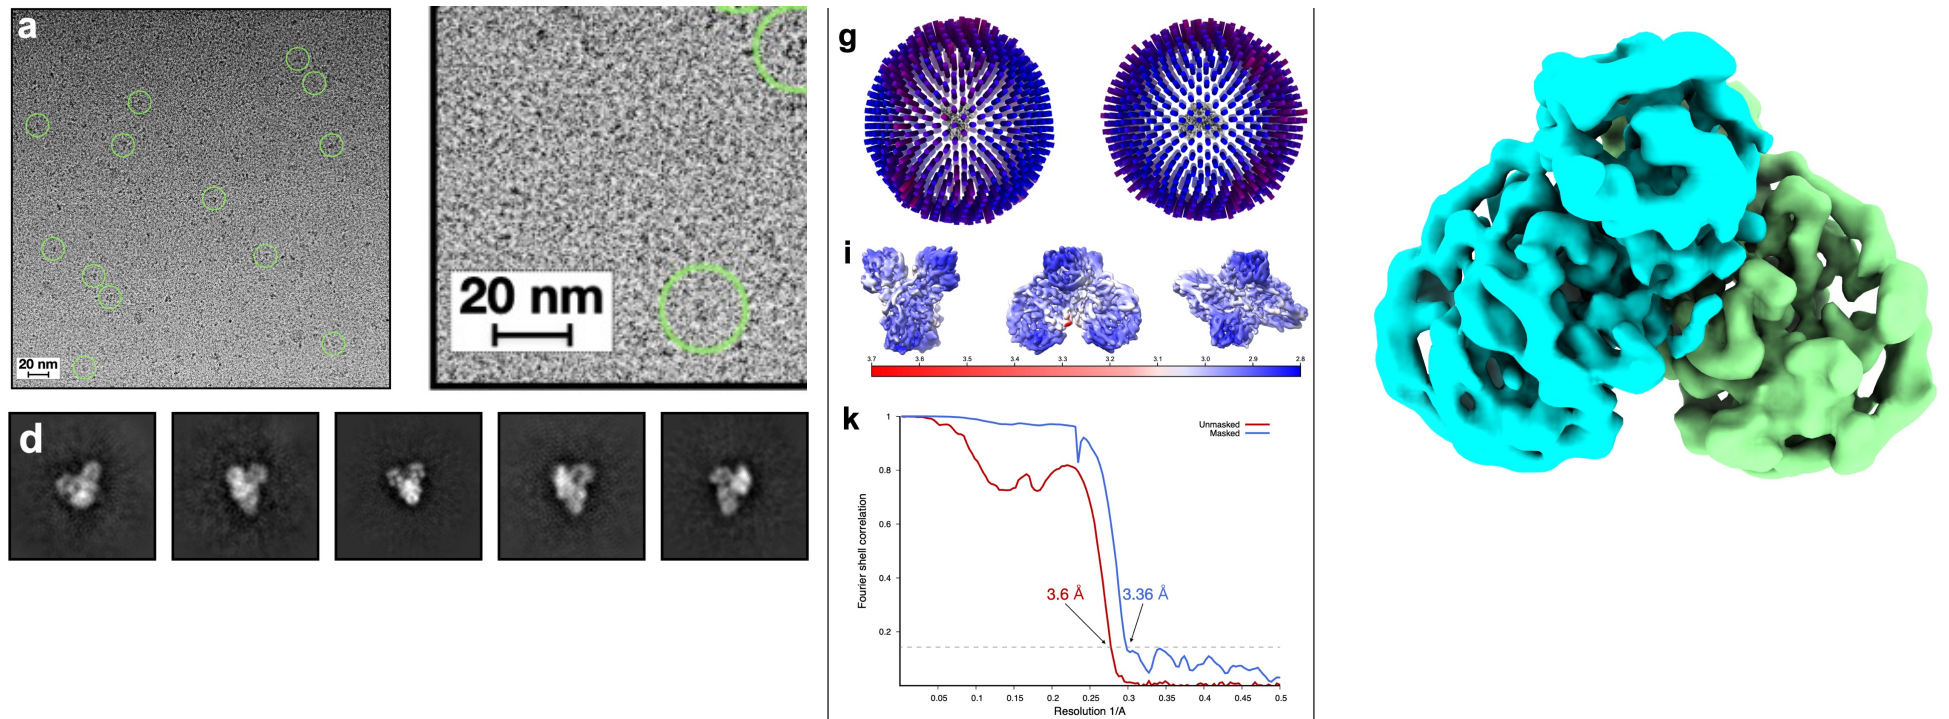 a
20 nm
20 nm
d
g
i
3.7 3.6 3.5 3.4 3.3 3.2 3.1 3.0 2.9 2.8
k
1
Unmasked
Masked
0.8
0.6
Fourier shell correlation
0.4
3.6 Å
3.36 Å
0.2
0.05 0.1 0.15 0.2 0.25 0.3 0.35 0.4 0.45 0.5
Resolution 1/A